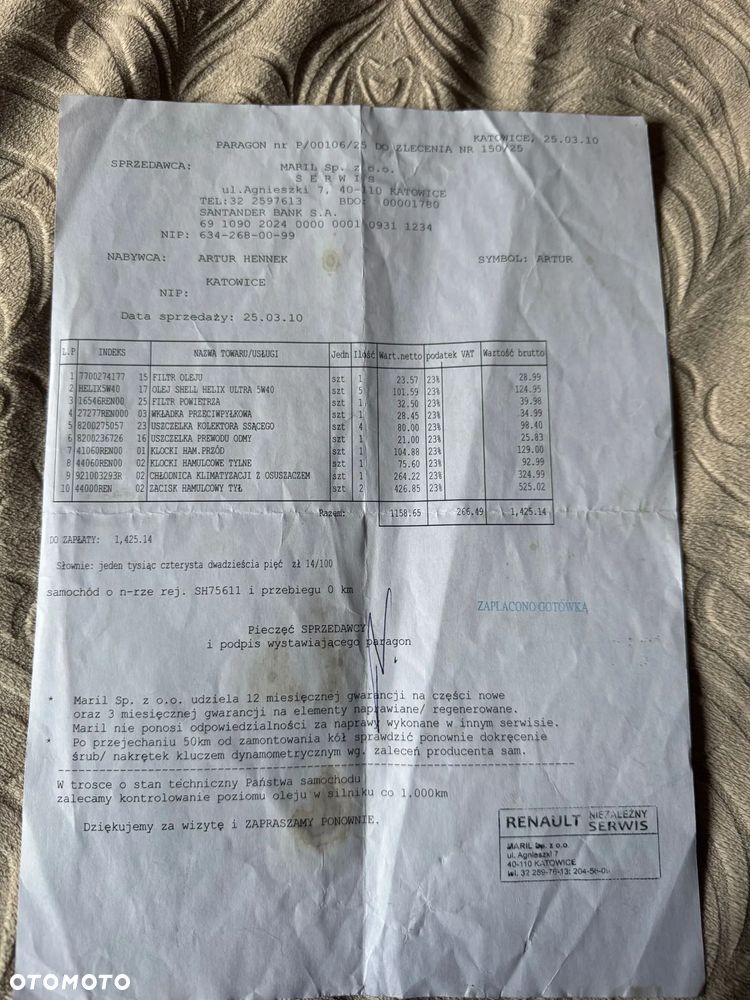 KATOWICE, 25.03.10
PARAGON nr P/00106/25 DO ZLECENIA NR 150/25
SPRZEDAWCA: MARIL Sp. z o.o.
S E R W I S
ul.Agnieszki 7, 40-110 KATOWICE
TEL:32 2597613 BDO: 00001780
SANTANDER BANK S.A.
69 1090 2024 0000 0001 0931 1234
NIP: 634-268-00-99
NABYWCA: ARTUR HENNEK SYMBOL: ARTUR
KATOWICE
NIP:
Data sprzedaży: 25.03.10
L.P INDEKS NAZWA TOWARU/USŁUGI Jedn Ilość Wart.netto podatek VAT Wartość brutto
1 7700274177 15 FILTR OLEJU szt 1 23.57 23% 28.99
2 HELIX5W40 17 OLEJ SHELL HELIX ULTRA 5W40 szt 5 101.59 23% 124.95
3 16546REN00 25 FILTR POWIETRZA szt 1 32.50 23% 39.98
4 27277REN000 03 WKŁADKA PRZECIWPYŁKOWA szt 1 28.45 23% 34.99
5 8200275057 23 USZCZELKA KOLEKTORA SSĄCEGO szt 4 80.00 23% 98.40
6 8200236726 16 USZCZELKA PREWODU ODMY szt 1 21.00 23% 25.83
7 41060REN00 01 KLOCKI HAM.PRZÓD szt 1 104.88 23% 129.00
8 44060REN00 02 KLOCKI HAMULCOWE TYLNE szt 1 75.60 23% 92.99
9 921003293R 02 CHŁODNICA KLIMATYZACJI Z OSUSZACZEM szt 1 264.22 23% 324.99
10 44000REN 02 ZACISK HAMULCOWY TYŁ szt 2 426.85 23% 525.02
Razem: 1158.65 266.49 1,425.14
DO ZAPŁATY: 1,425.14
Słownie: jeden tysiąc czterysta dwadzieścia pięć zł 14/100
samochód o n-rze rej. SH75611 i przebiegu 0 km
ZAPŁACONO GOTÓWKĄ
Pieczęć SPRZEDAWCY
i podpis wystawiającego paragon
* Maril Sp. z o.o. udziela 12 miesięcznej gwarancji na części nowe
oraz 3 miesięcznej gwarancji na elementy naprawiane/ regenerowane.
Maril nie ponosi odpowiedzialności za naprawy wykonane w innym serwisie.
* Po przejechaniu 50km od zamontowania kół sprawdzić ponownie dokręcenie
śrub/ nakrętek kluczem dynamometrycznym wg. zaleceń producenta sam.
W trosce o stan techniczny Państwa samochodu
zalecamy kontrolowanie poziomu oleju w silniku co 1.000km
Dziękujemy za wizytę i ZAPRASZAMY PONOWNIE.
RENAULT NIEZALEŻNY SERWIS
MARIL Sp. z o.o.
ul. Agnieszki 7
40-110 KATOWICE
tel. 32 259-76-13;
OTOMOTO